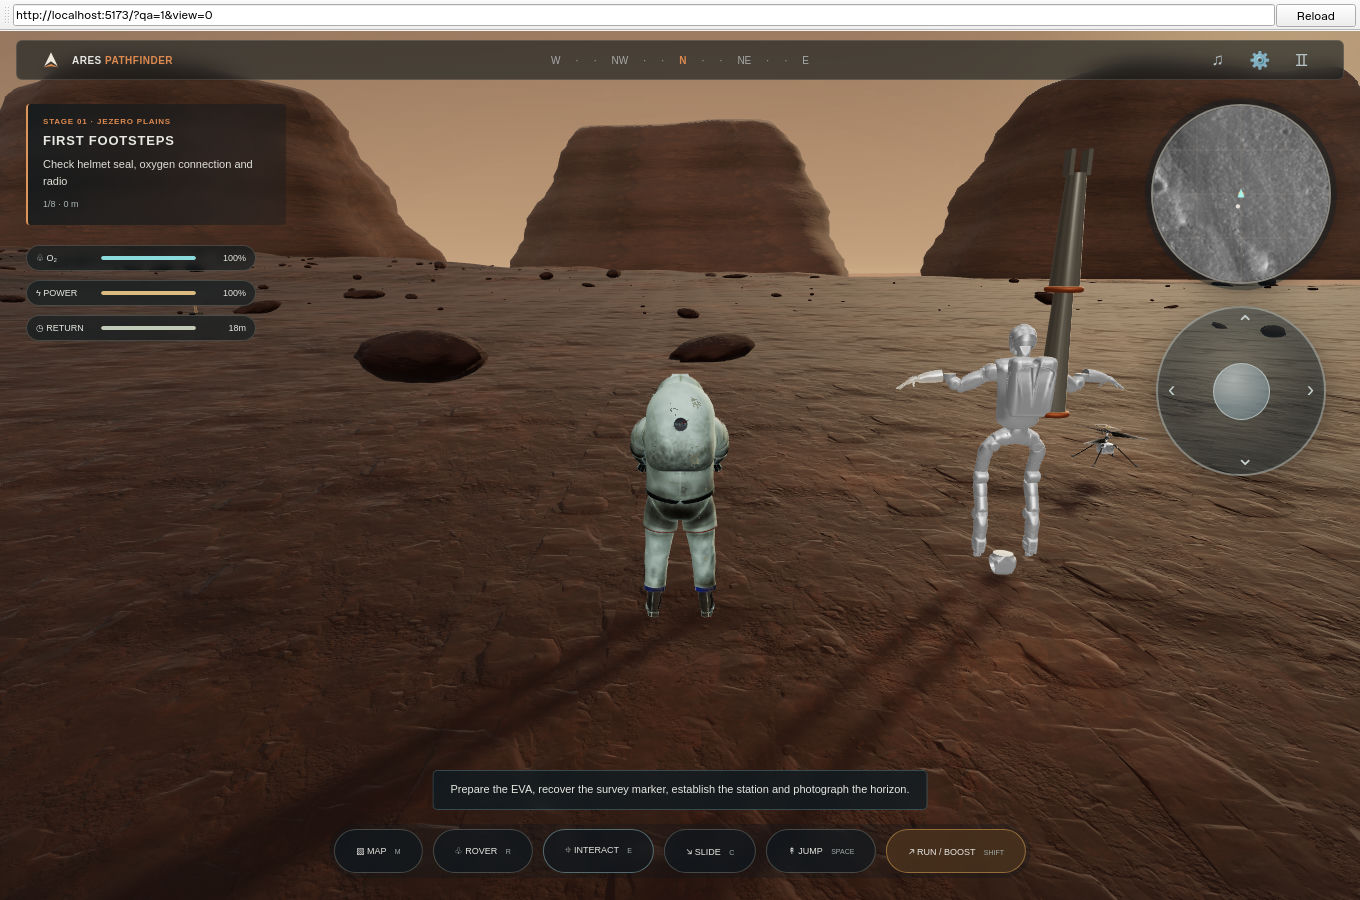 http://localhost:5173/?qa=1&view=0
Reload
ARES PATHFINDER
W · · NW · · N · · NE · · E
STAGE 01 · JEZERO PLAINS
FIRST FOOTSTEPS
Check helmet seal, oxygen connection and
radio
1/8 · 0 m
O₂ 100%
POWER 100%
RETURN 18m
Prepare the EVA, recover the survey marker, establish the station and photograph the horizon.
MAP M
ROVER R
INTERACT E
SLIDE C
JUMP SPACE
RUN / BOOST SHIFT